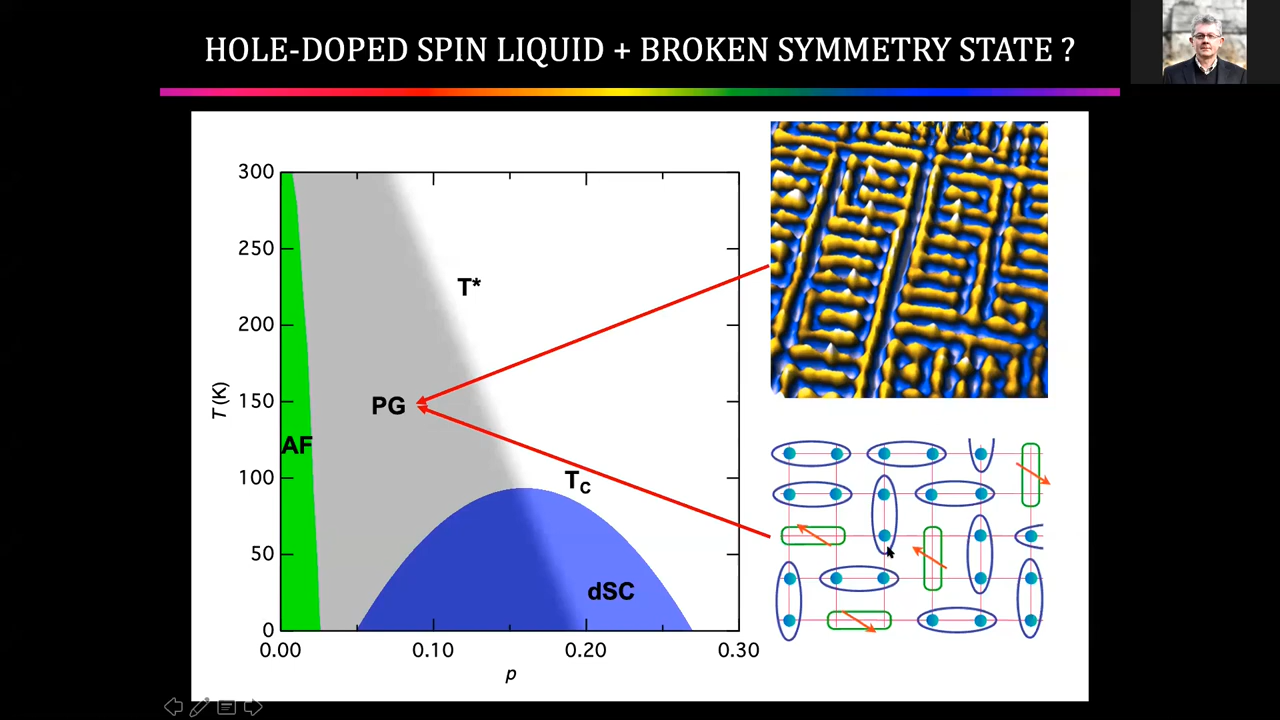 HOLE-DOPED SPIN LIQUID + BROKEN SYMMETRY STATE ?
300
250
200
150
100
50
0
T (K)
T*
PG
AF
TC
dSC
0.00
0.10
0.20
0.30
p